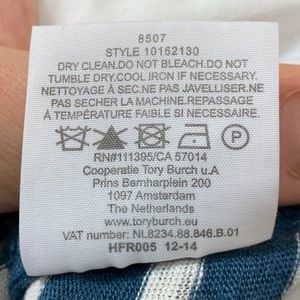 8507
STYLE 10152130
DRY CLEAN.DO NOT BLEACH.DO NOT
TUMBLE DRY.COOL IRON IF NECESSARY.
NETTOYAGE À SEC.NE PAS JAVELLISER.NE
PAS SECHER LA MACHINE.REPASSAGE
À TEMPÉRATURE FAIBLE SI NECESSAIRE.
P
RN#111395/CA 57014
Cooperatie Tory Burch u.A
Prins Bernharplein 200
1097 Amsterdam
The Netherlands
www.toryburch.eu
VAT number: NL8234.88.846.B.01
HFR005 12-14